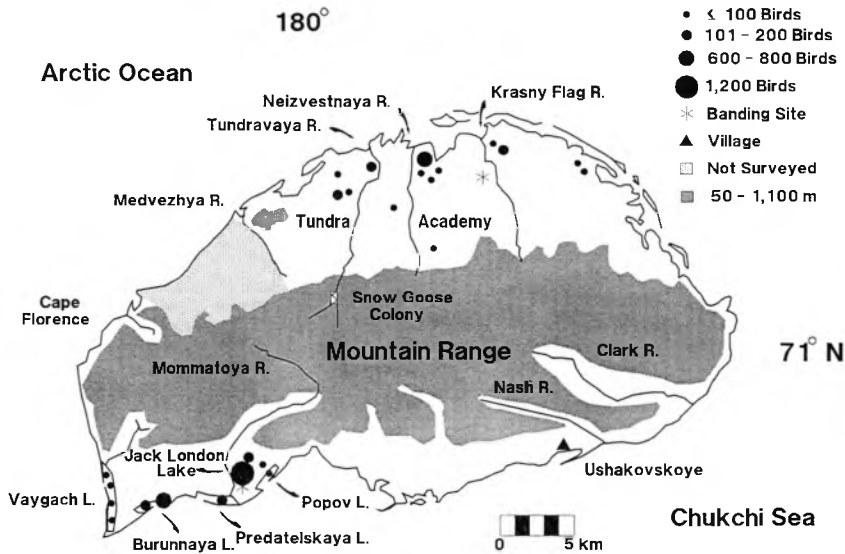 180°
Arctic Ocean
≤ 100 Birds
101 - 200 Birds
600 - 800 Birds
1,200 Birds
Banding Site
Village
Not Surveyed
50 - 1,100 m
Neizvestnaya R.
Krasny Flag R.
Tundravaya R.
Medvezhya R.
Tundra
Academy
Cape
Florence
Snow Goose
Colony
Mountain Range
Clark R.
71° N
Mommatoya R.
Nash R.
Jack London
Lake
Ushakovskoye
Vaygach L.
Popov L.
Predatelskaya L.
Burunnaya L.
0 5 km
Chukchi Sea